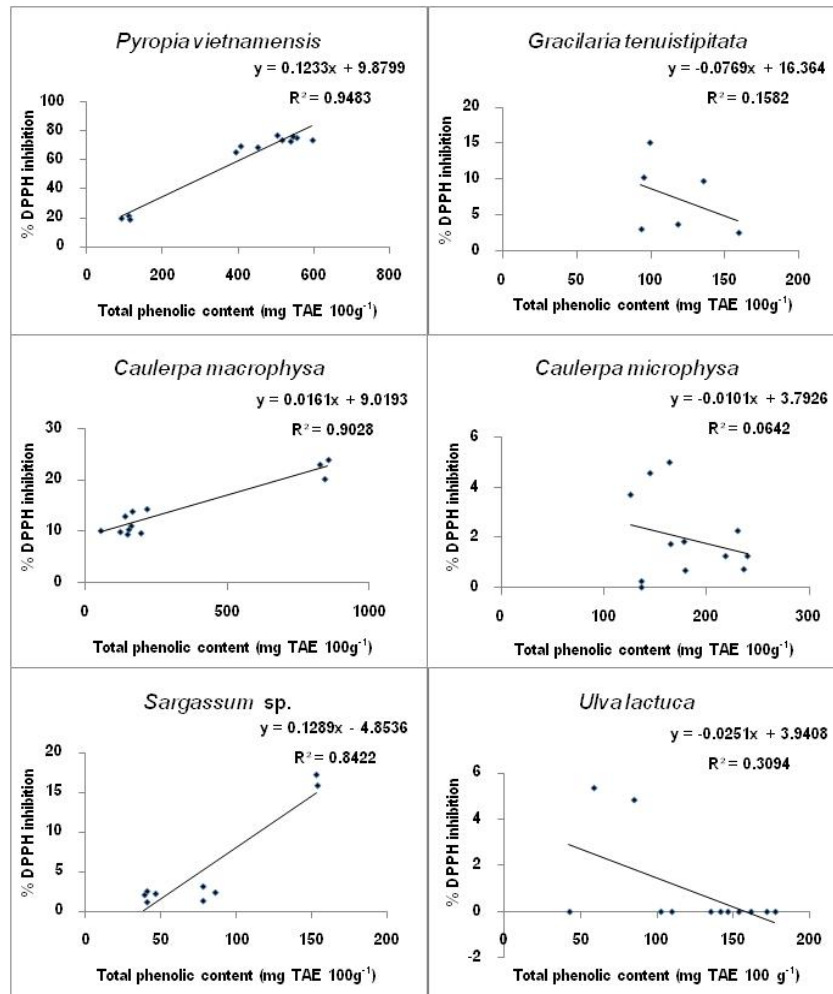 Pyropia vietnamensis
y = 0.1233x + 9.8799
R² = 0.9483
100
80
60
40
20
0
% DPPH inhibition
0 200 400 600 800
Total phenolic content (mg TAE 100g⁻¹)
Gracilaria tenuistipitata
y = -0.0769x + 16.364
R² = 0.1582
20
15
10
5
0
% DPPH inhibition
0 50 100 150 200
Total phenolic content (mg TAE 100g⁻¹)
Caulerpa macrophysa
y = 0.0161x + 9.0193
R² = 0.9028
30
20
10
0
% DPPH inhibition
0 500 1000
Total phenolic content (mg TAE 100g⁻¹)
Caulerpa microphysa
y = -0.0101x + 3.7926
R² = 0.0642
6
4
2
0
% DPPH inhibition
0 100 200 300
Total phenolic content (mg TAE 100g⁻¹)
Sargassum sp.
y = 0.1289x - 4.8536
R² = 0.8422
20
15
10
5
0
% DPPH inhibition
0 50 100 150 200
Total phenolic content (mg TAE 100g⁻¹)
Ulva lactuca
y = -0.0251x + 3.9408
R² = 0.3094
6
4
2
0
-2
% DPPH inhibition
0 50 100 150 200
Total phenolic content (mg TAE 100 g⁻¹)